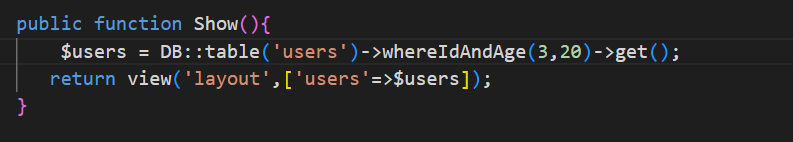 public function Show(){
$users = DB::table('users')->whereIdAndAge(3,20)->get();
return view('layout',['users'=>$users]);
}